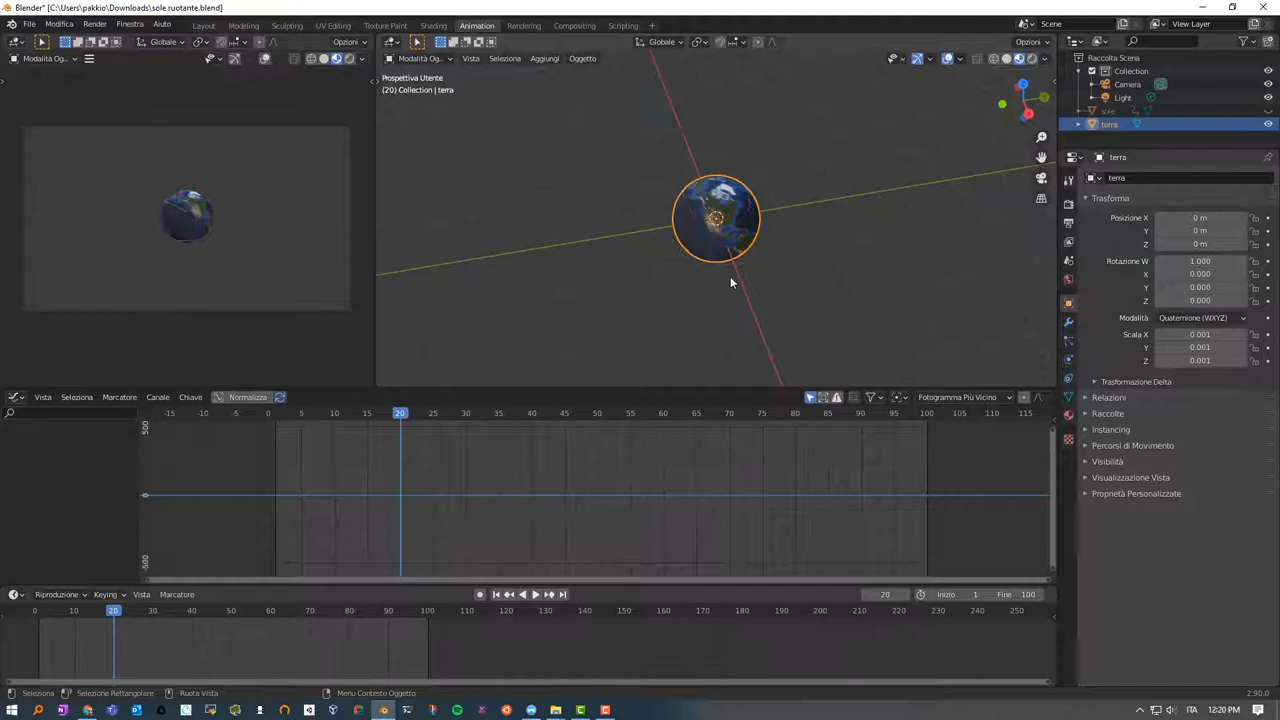 Blender* [C:\Users\pakkio\Downloads\sole ruotante.blend]
File Modifica Render Finestra Aiuto Layout Modeling Sculpting UV Editing Texture Paint Shading Animation Rendering Compositing Scripting Scene View Layer
Globale Opzioni Globale Opzioni
Modalità Og... Modalità Og... Vista Seleziona Aggiungi Oggetto
Prospettiva Utente
(20) Collection | terra
Raccolta Scena
Collection
Camera
Light
sole
terra
terra
terra
Trasforma
Posizione X 0 m
Y 0 m
Z 0 m
Rotazione W 1.000
X 0.000
Y 0.000
Z 0.000
Modalità Quaternione (WXYZ)
Scala X 0.001
Y 0.001
Z 0.001
Trasformazione Delta
Relazioni
Raccolte
Instancing
Percorsi di Movimento
Visibilità
Visualizzazione Vista
Proprietà Personalizzate
Vista Seleziona Marcatore Canale Chiave Normalizza Fotogramma Più Vicino
-15 -10 -5 0 5 10 15 20 25 30 35 40 45 50 55 60 65 70 75 80 85 90 95 100 105 110 115
500
0
-500
Riproduzione Keying Vista Marcatore 20 Inizio 1 Fine 100
0 10 20 30 40 50 60 70 80 90 100 110 120 130 140 150 160 170 180 190 200 210 220 230 240 250
Seleziona Selezione Rettangolare Ruota Vista Menu Contesto Oggetto 2.90.0
ITA 12:20 PM